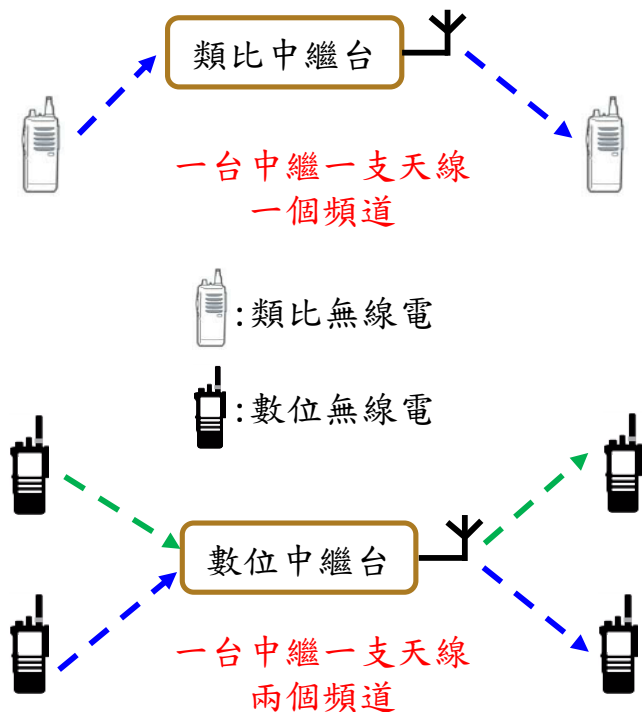 類比中繼台
一台中繼一支天線
一個頻道
:類比無線電
:數位無線電
數位中繼台
一台中繼一支天線
兩個頻道